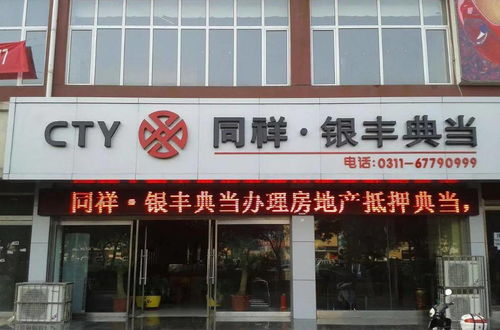 CTY 同祥·银丰典当
电话:0311-67790999
同祥·银丰典当办理房地产抵押典当,